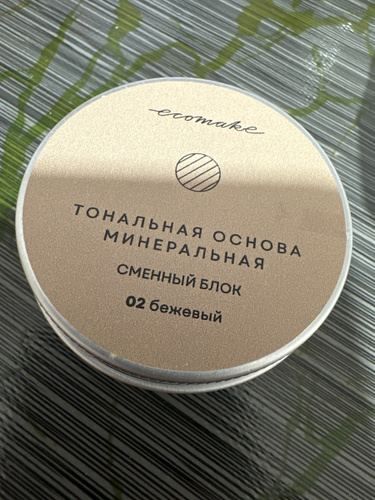 ecomake
ТОНАЛЬНАЯ ОСНОВА
МИНЕРАЛЬНАЯ
СМЕННЫЙ БЛОК
02 бежевый